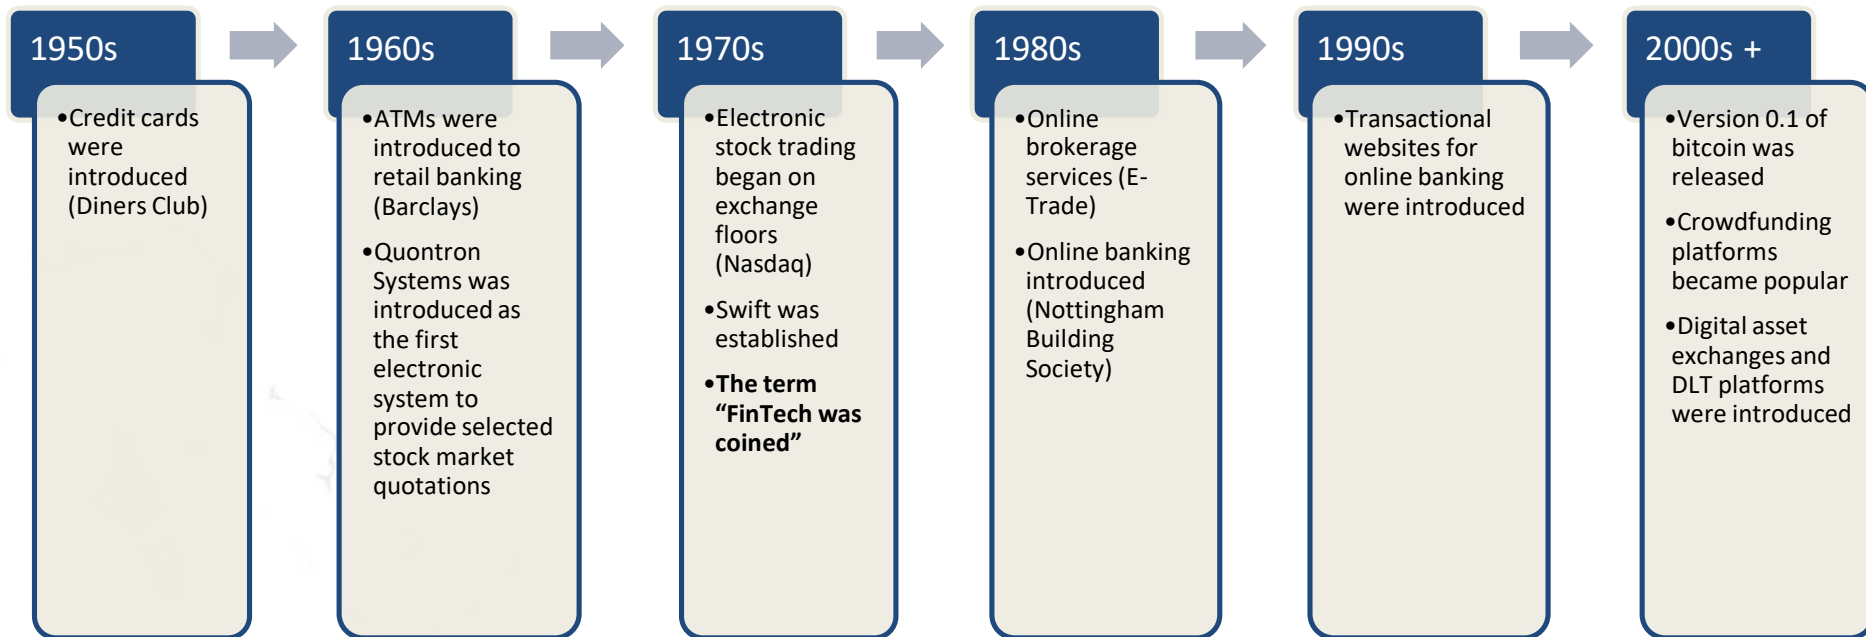 1950s
•Credit cards
were
introduced
(Diners Club)
1960s
•ATMs were
introduced to
retail banking
(Barclays)
•Quontron
Systems was
introduced as
the first
electronic
system to
provide selected
stock market
quotations
1970s
•Electronic
stock trading
began on
exchange
floors
(Nasdaq)
•Swift was
established
•The term
“FinTech was
coined”
1980s
•Online
brokerage
services (E-
Trade)
•Online banking
introduced
(Nottingham
Building
Society)
1990s
•Transactional
websites for
online banking
were introduced
2000s +
•Version 0.1 of
bitcoin was
released
•Crowdfunding
platforms
became popular
•Digital asset
exchanges and
DLT platforms
were introduced